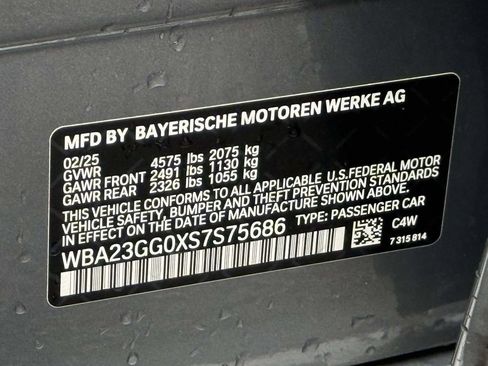 MFD BY BAYERISCHE MOTOREN WERKE AG
02/25
GVWR 4575 lbs 2075 kg
GAWR FRONT 2491 lbs 1130 kg
GAWR REAR 2326 lbs 1055 kg
THIS VEHICLE CONFORMS TO ALL APPLICABLE U.S.FEDERAL MOTOR
VEHICLE SAFETY, BUMPER AND THEFT PREVENTION STANDARDS
IN EFFECT ON THE DATE OF MANUFACTURE SHOWN ABOVE.
WBA23GG0XS7S75686 TYPE: PASSENGER CAR
C4W
7 315 814